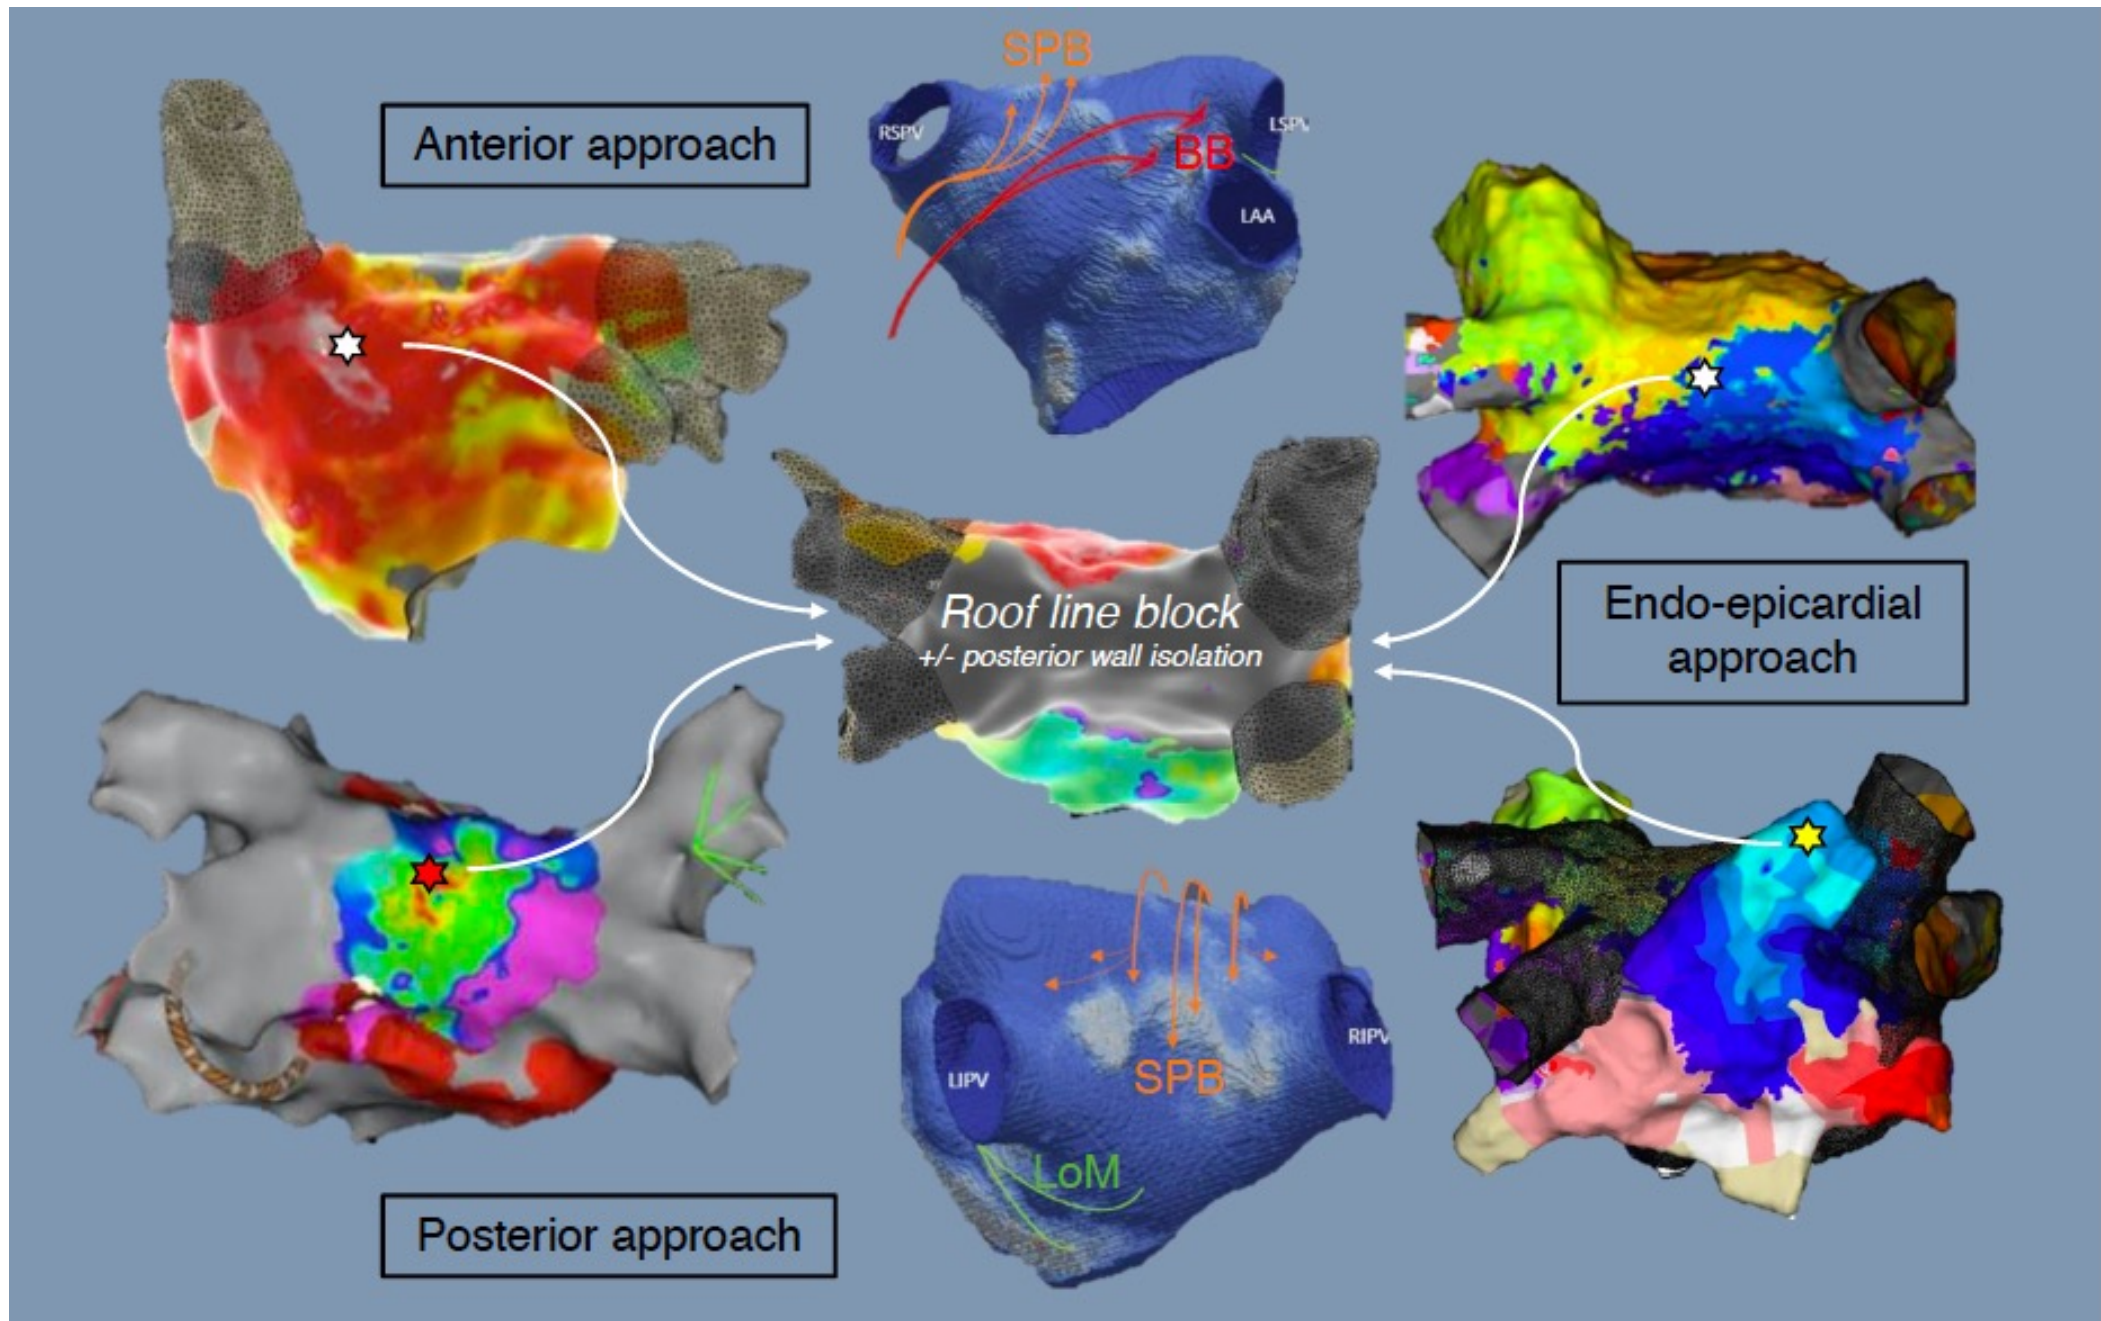 SPB
Anterior approach
RSPV
BB
LAA
Roof line block
+/- posterior wall isolation
Endo-epicardial
approach
SPB
LIPV
RIPV
LoM
Posterior approach